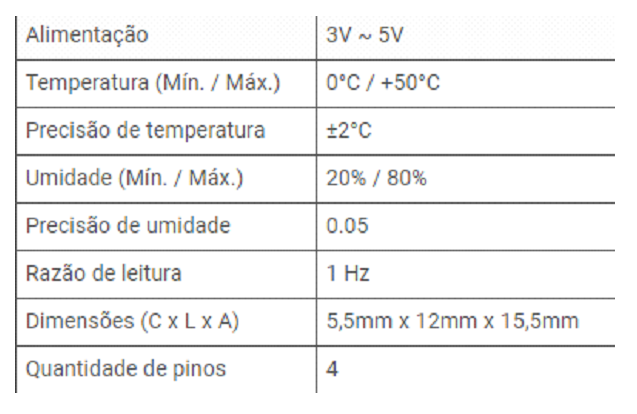 Alimentação 3V ~ 5V
Temperatura (Mín. / Máx.) 0°C / +50°C
Precisão de temperatura ±2°C
Umidade (Mín. / Máx.) 20% / 80%
Precisão de umidade 0.05
Razão de leitura 1 Hz
Dimensões (C x L x A) 5,5mm x 12mm x 15,5mm
Quantidade de pinos 4